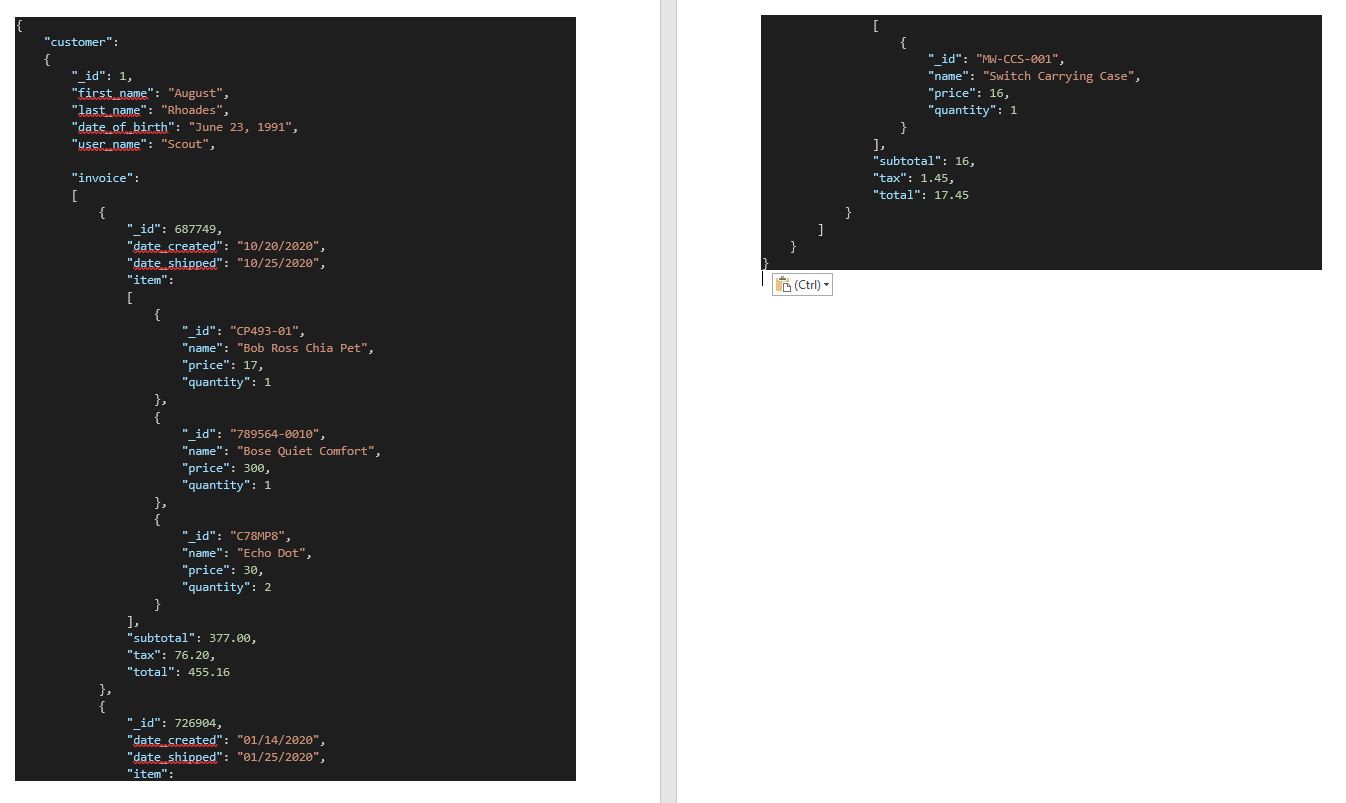 {
    "customer":
    {
        "_id": 1,
        "first_name": "August",
        "last_name": "Rhoades",
        "date_of_birth": "June 23, 1991",
        "user_name": "Scout",
        "invoice":
        [
            {
                "_id": 687749,
                "date_created": "10/20/2020",
                "date_shipped": "10/25/2020",
                "item":
                [
                    {
                        "_id": "CP493-01",
                        "name": "Bob Ross Chia Pet",
                        "price": 17,
                        "quantity": 1
                    },
                    {
                        "_id": "789564-0010",
                        "name": "Bose Quiet Comfort",
                        "price": 300,
                        "quantity": 1
                    },
                    {
                        "_id": "C78MP8",
                        "name": "Echo Dot",
                        "price": 30,
                        "quantity": 2
                    }
                ],
                "subtotal": 377.00,
                "tax": 76.20,
                "total": 455.16
            },
            {
                "_id": 726904,
                "date_created": "01/14/2020",
                "date_shipped": "01/25/2020",
                "item":
                [
                    {
                        "_id": "MW-CCS-001",
                        "name": "Switch Carrying Case",
                        "price": 16,
                        "quantity": 1
                    }
                ],
                "subtotal": 16,
                "tax": 1.45,
                "total": 17.45
            }
        ]
    }
}
(Ctrl)